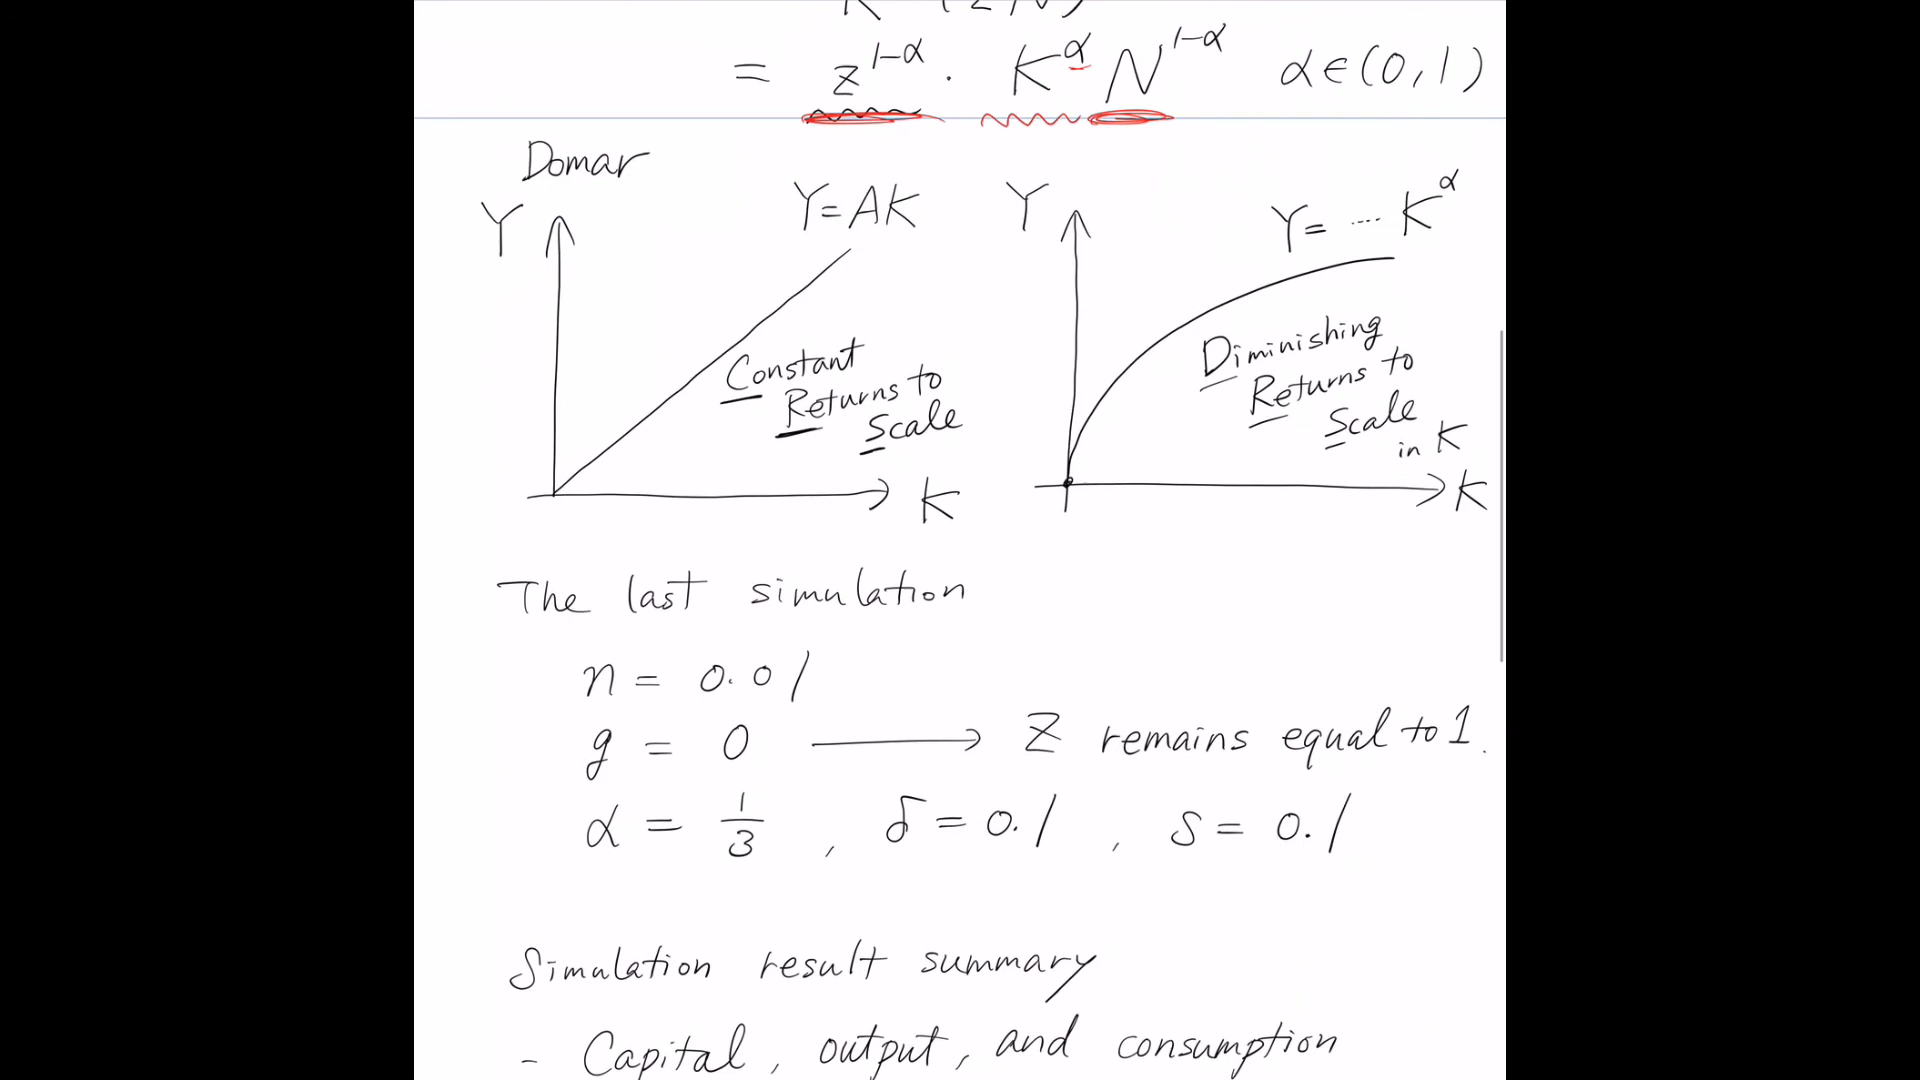 = z^{1-α} · K^α N^{1-α} α∈(0,1)
Domar
Y
Y=AK
Constant
Returns to
Scale
K
Y
Y= .... K^α
Diminishing
Returns to
Scale
in K
K
The last simulation
n = 0.01
g = 0 → Z remains equal to 1.
α = 1/3 , δ = 0.1 , s = 0.1
Simulation result summary
- Capital, output, and consumption